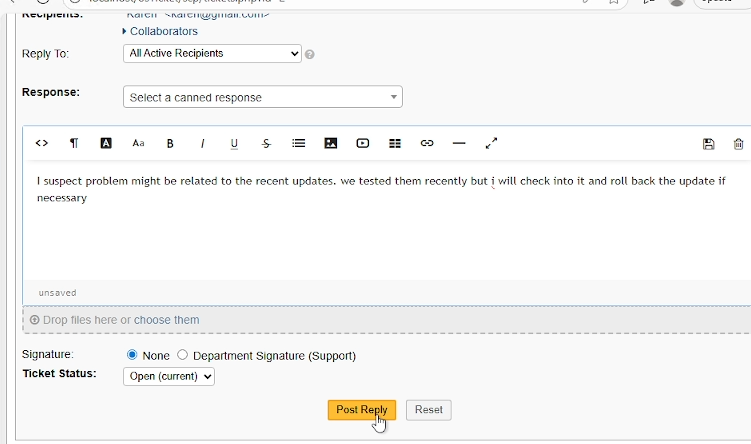 Recipients: Karen <karen@gmail.com>
Collaborators
Reply To: All Active Recipients
Response: Select a canned response
I suspect problem might be related to the recent updates. we tested them recently but i will check into it and roll back the update if
necessary
unsaved
Drop files here or choose them
Signature: None Department Signature (Support)
Ticket Status: Open (current)
Post Reply Reset